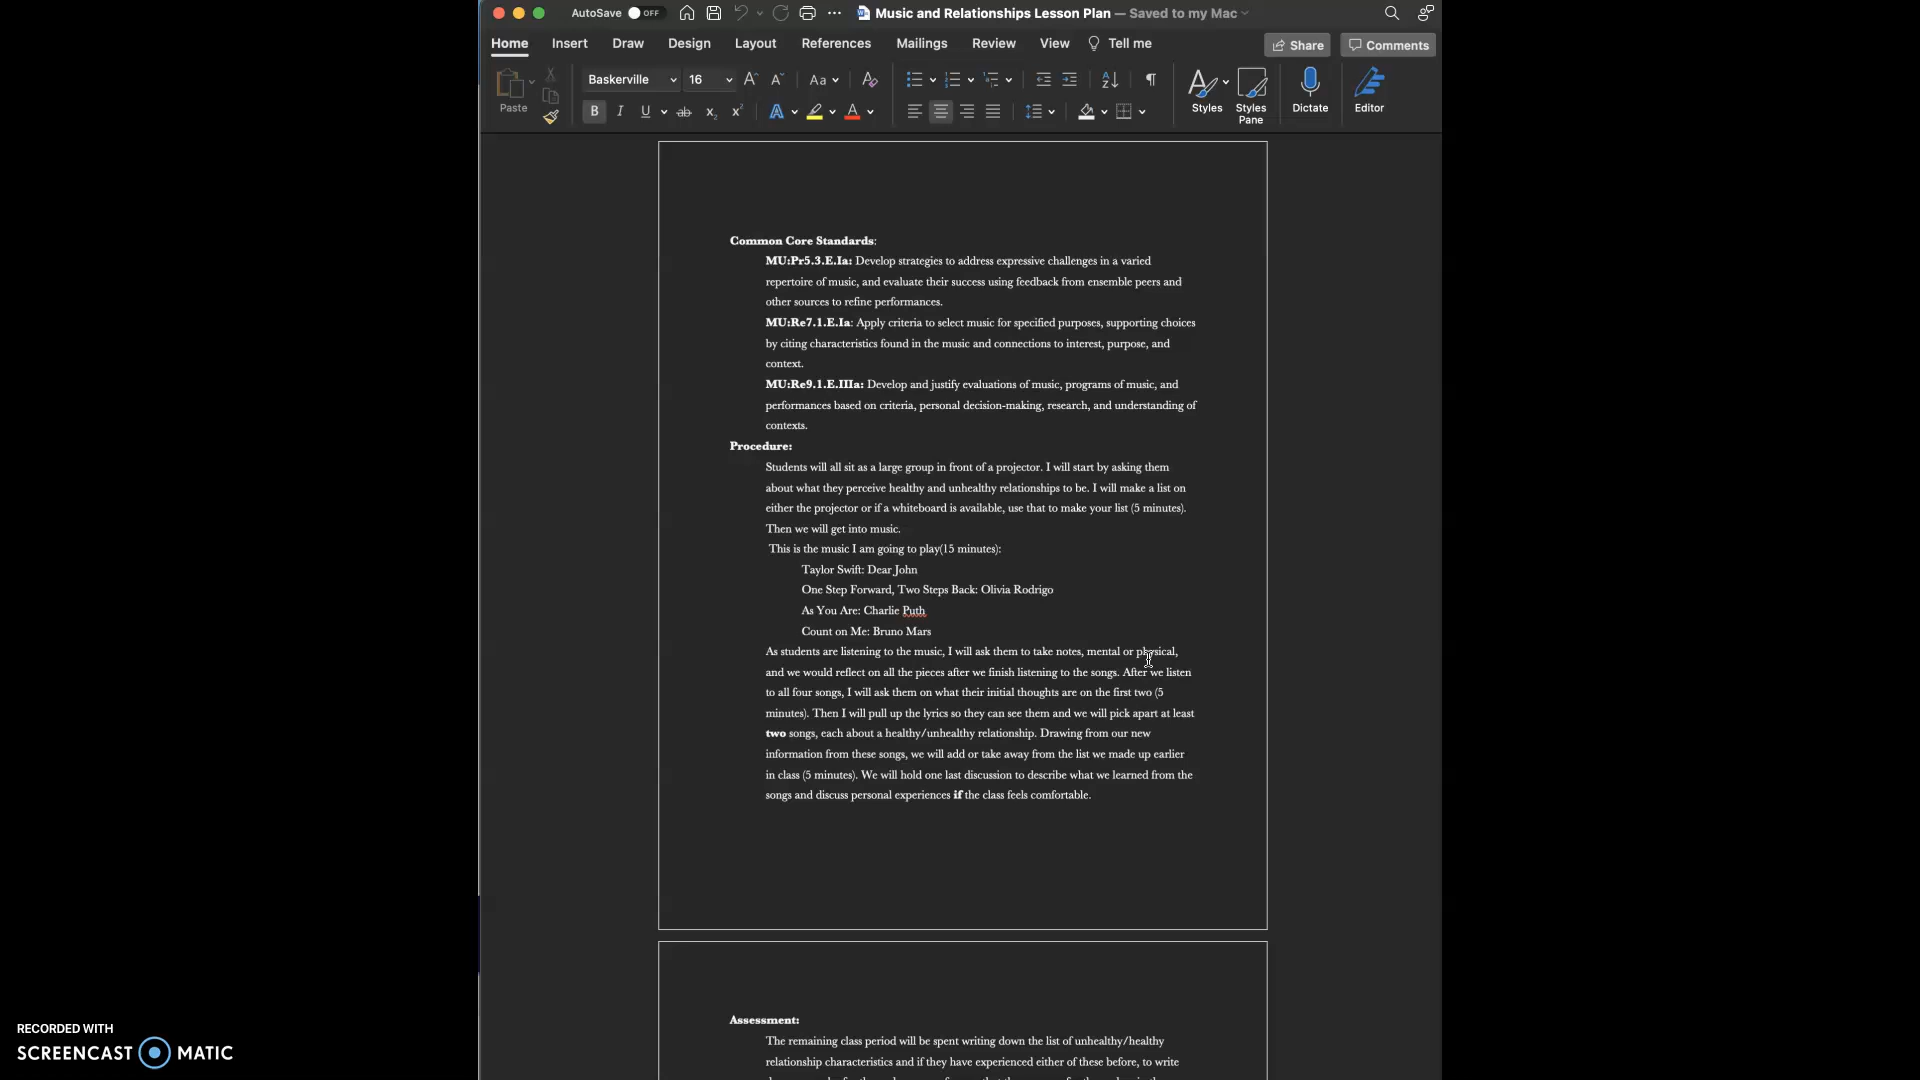 AutoSave OFF Music and Relationships Lesson Plan — Saved to my Mac
Home Insert Draw Design Layout References Mailings Review View Tell me Share Comments
Paste Baskerville 16 Aa Styles Styles Pane Dictate Editor
Common Core Standards:
MU:Pr5.3.E.Ia: Develop strategies to address expressive challenges in a varied
repertoire of music, and evaluate their success using feedback from ensemble peers and
other sources to refine performances.
MU:Re7.1.E.Ia: Apply criteria to select music for specified purposes, supporting choices
by citing characteristics found in the music and connections to interest, purpose, and
context.
MU:Re9.1.E.IIIa: Develop and justify evaluations of music, programs of music, and
performances based on criteria, personal decision-making, research, and understanding of
contexts.
Procedure:
Students will all sit as a large group in front of a projector. I will start by asking them
about what they perceive healthy and unhealthy relationships to be. I will make a list on
either the projector or if a whiteboard is available, use that to make your list (5 minutes).
Then we will get into music.
This is the music I am going to play(15 minutes):
Taylor Swift: Dear John
One Step Forward, Two Steps Back: Olivia Rodrigo
As You Are: Charlie Puth
Count on Me: Bruno Mars
As students are listening to the music, I will ask them to take notes, mental or physical,
and we would reflect on all the pieces after we finish listening to the songs. After we listen
to all four songs, I will ask them on what their initial thoughts are on the first two (5
minutes). Then I will pull up the lyrics so they can see them and we will pick apart at least
two songs, each about a healthy/unhealthy relationship. Drawing from our new
information from these songs, we will add or take away from the list we made up earlier
in class (5 minutes). We will hold one last discussion to describe what we learned from the
songs and discuss personal experiences if the class feels comfortable.
Assessment:
The remaining class period will be spent writing down the list of unhealthy/healthy
relationship characteristics and if they have experienced either of these before, to write
RECORDED WITH
SCREENCAST MATIC